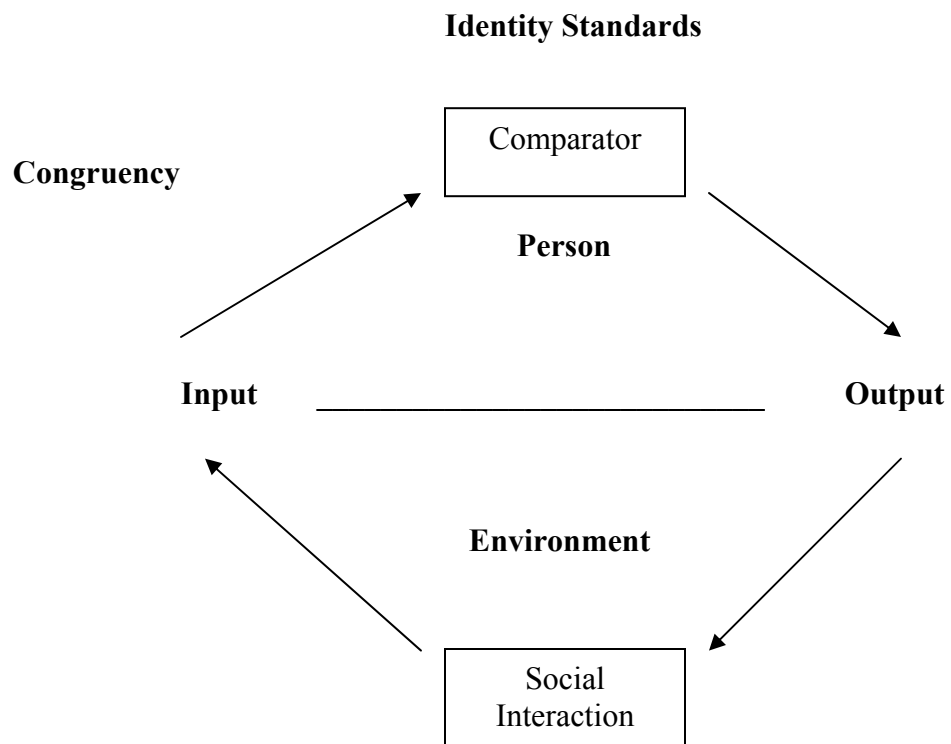 Identity Standards
Comparator
Congruency
Person
Input
Output
Environment
Social
Interaction